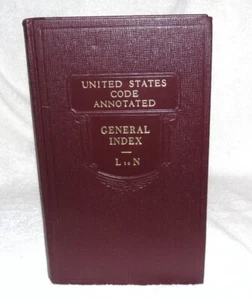 UNITED STATES
CODE
ANNOTATED
GENERAL
INDEX
L to N